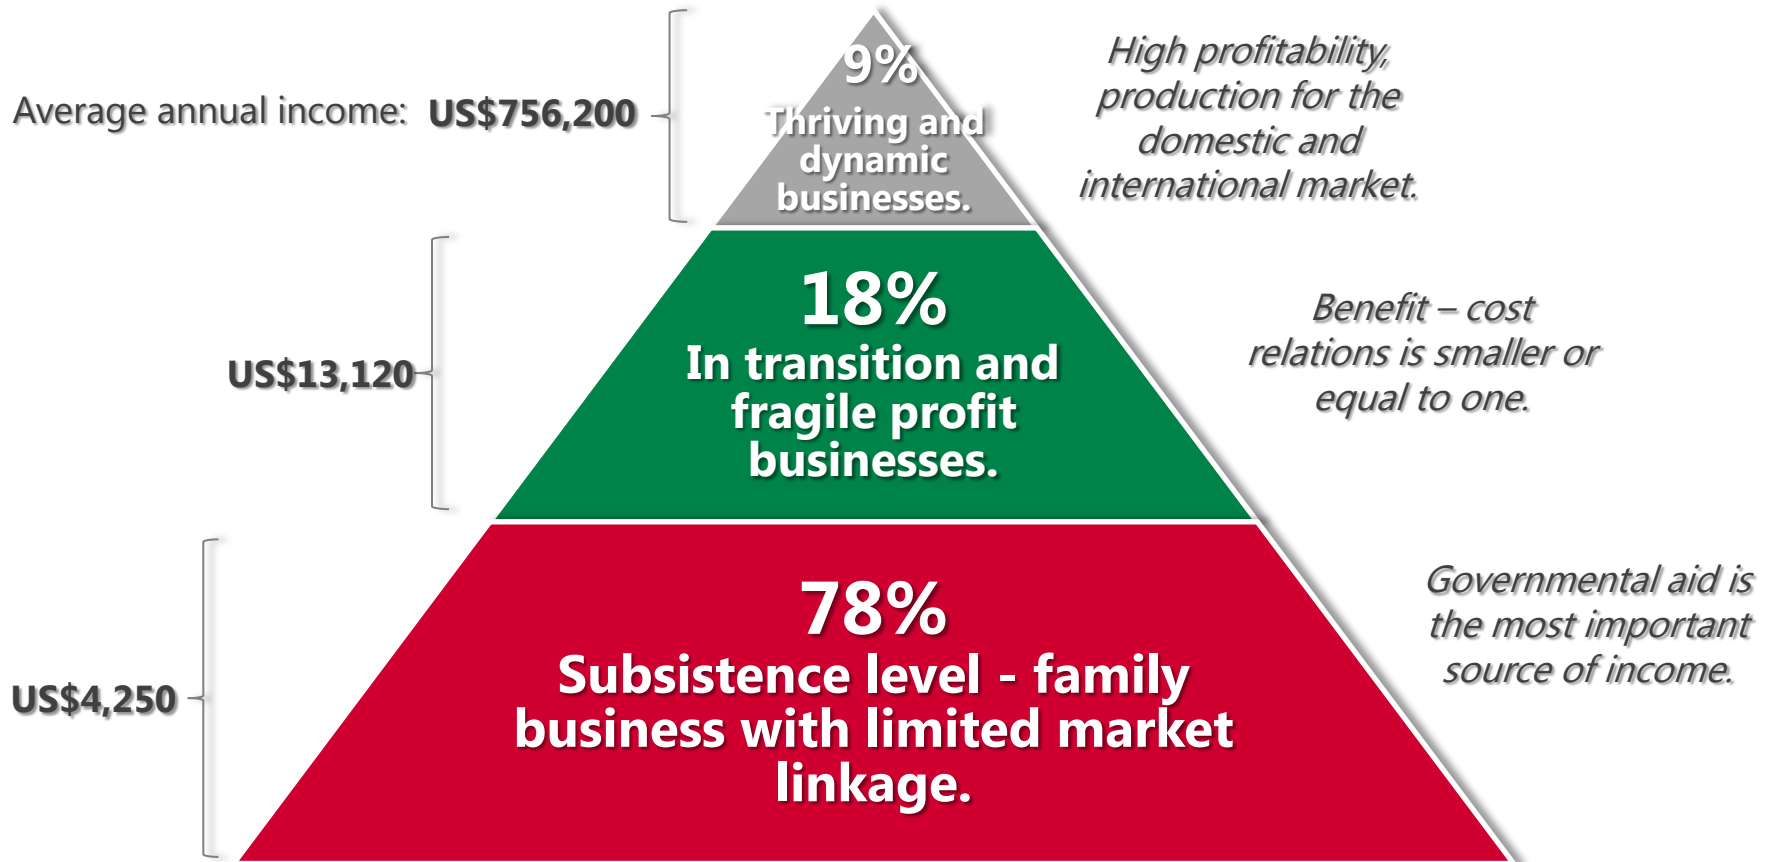 Average annual income: US$756,200
9%
Thriving and
dynamic
businesses.
High profitability,
production for the
domestic and
international market.
US$13,120
18%
In transition and
fragile profit
businesses.
Benefit – cost
relations is smaller or
equal to one.
US$4,250
78%
Subsistence level - family
business with limited market
linkage.
Governmental aid is
the most important
source of income.